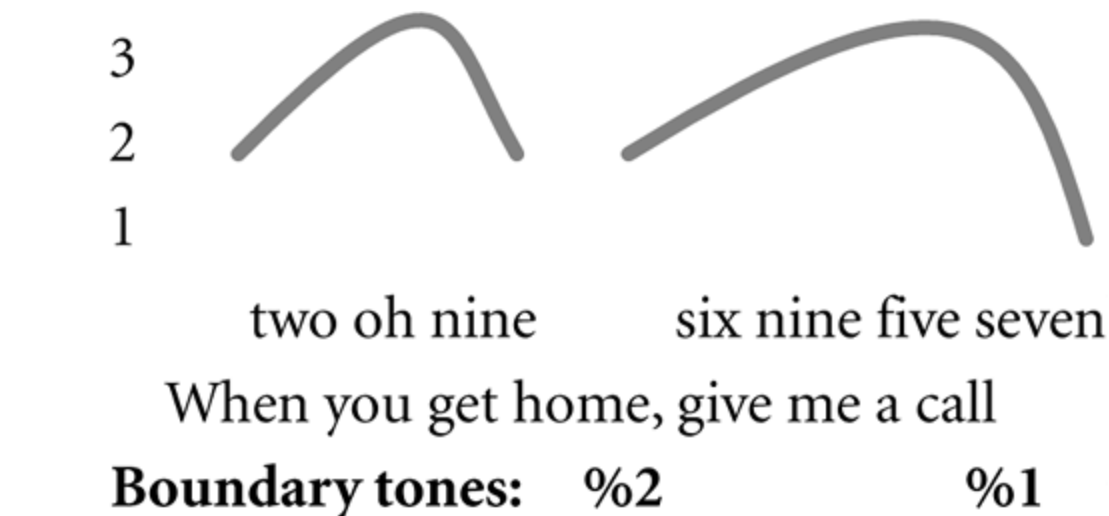 3
2
1
two oh nine six nine five seven
When you get home, give me a call
Boundary tones: %2 %1